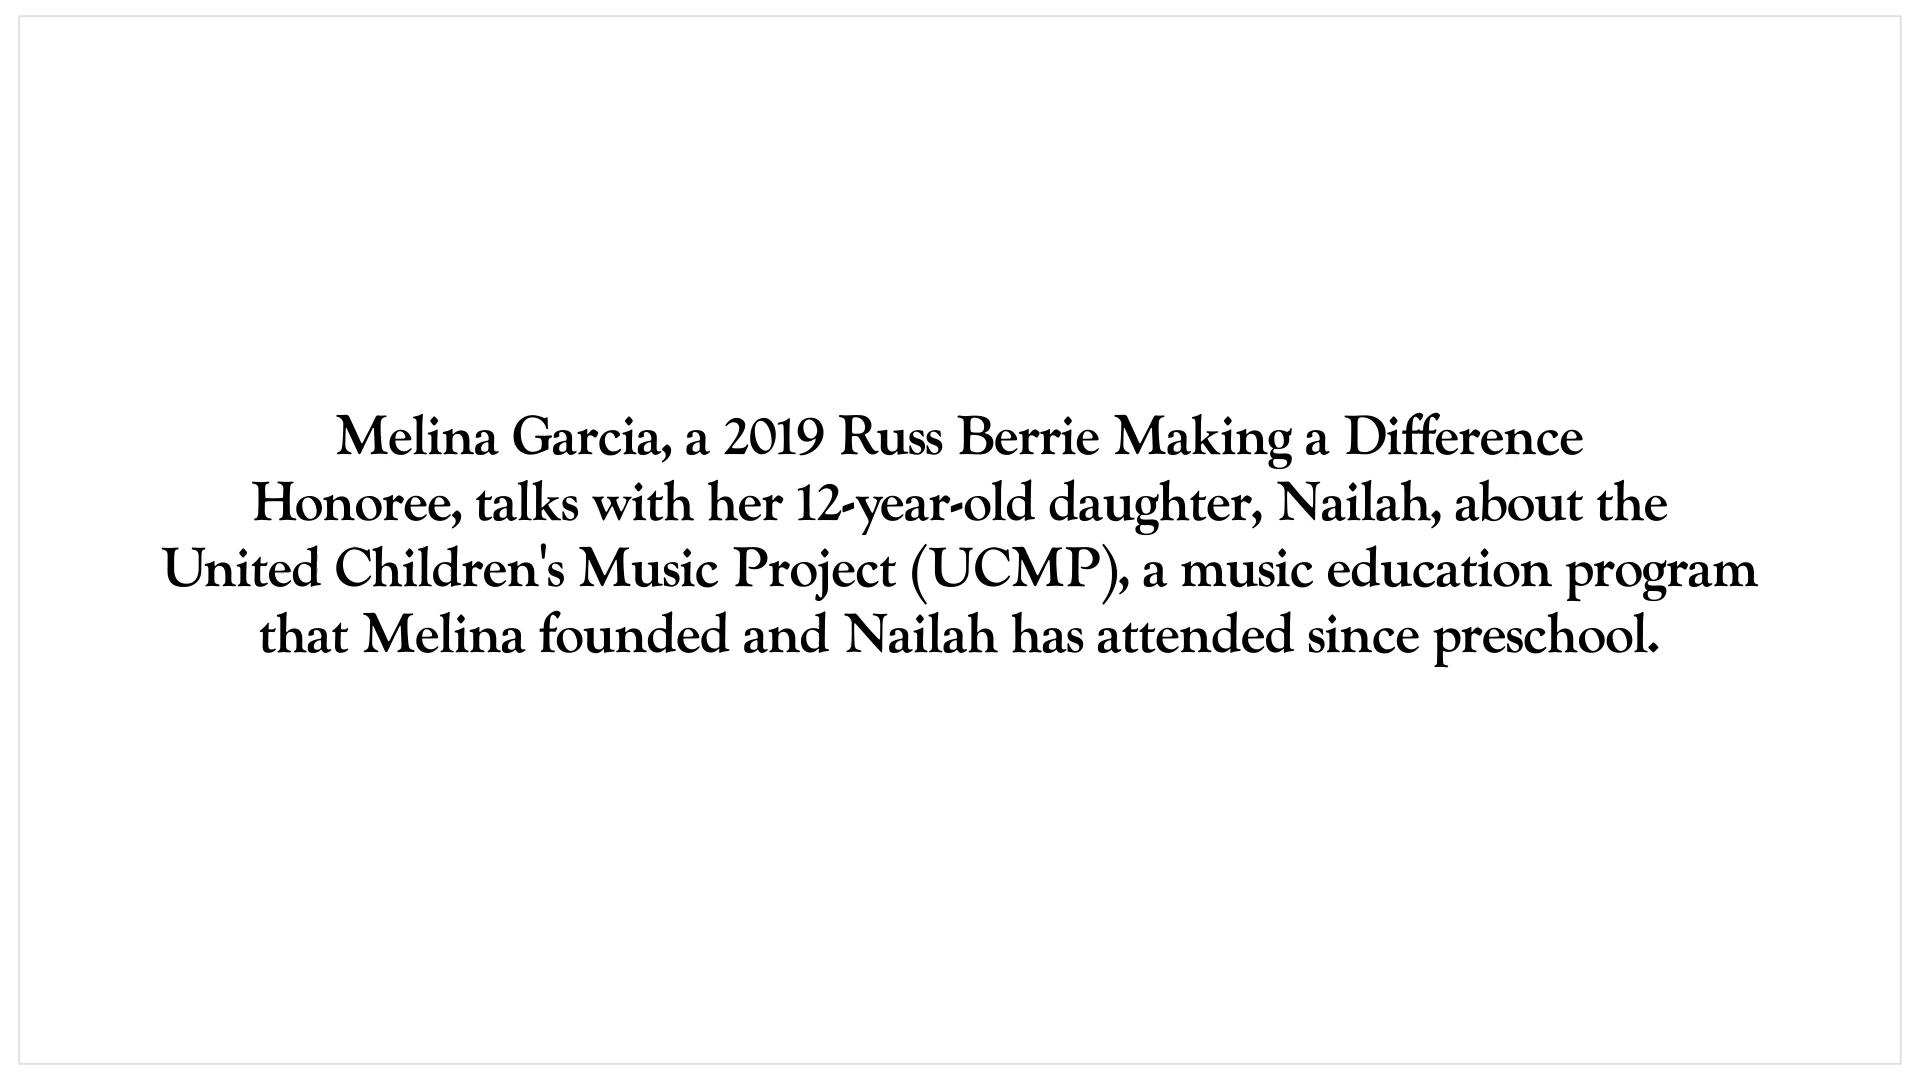 Melina Garcia, a 2019 Russ Berrie Making a Difference
Honoree, talks with her 12-year-old daughter, Nailah, about the
United Children's Music Project (UCMP), a music education program
that Melina founded and Nailah has attended since preschool.